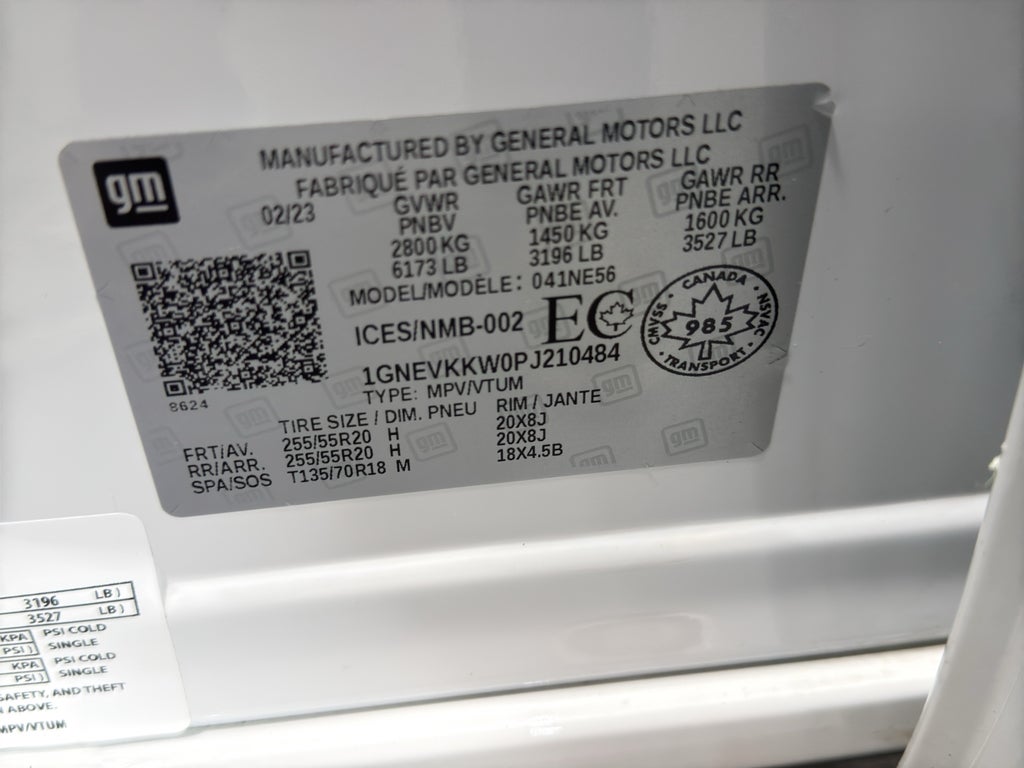 gm
MANUFACTURED BY GENERAL MOTORS LLC
FABRIQUÉ PAR GENERAL MOTORS LLC
02/23
GVWR
PNBV
2800 KG
6173 LB
GAWR FRT
PNBE AV.
1450 KG
3196 LB
GAWR RR
PNBE ARR.
1600 KG
3527 LB
MODEL/MODÈLE: 041NE56
ICES/NMB-002
EC
CANADA
CMVSS
985
NSVAC
TRANSPORT
1GNEVKKW0PJ210484
TYPE: MPV/VTUM
8624
TIRE SIZE / DIM. PNEU RIM / JANTE
FRT/AV. 255/55R20 H 20X8J
RR/ARR. 255/55R20 H 20X8J
SPA/SOS T135/70R18 M 18X4.5B
3196 LB)
3527 LB)
KPA PSI COLD
PSI) SINGLE
KPA PSI COLD
PSI) SINGLE
SAFETY, AND THEFT
ABOVE.
MPV/VTUM